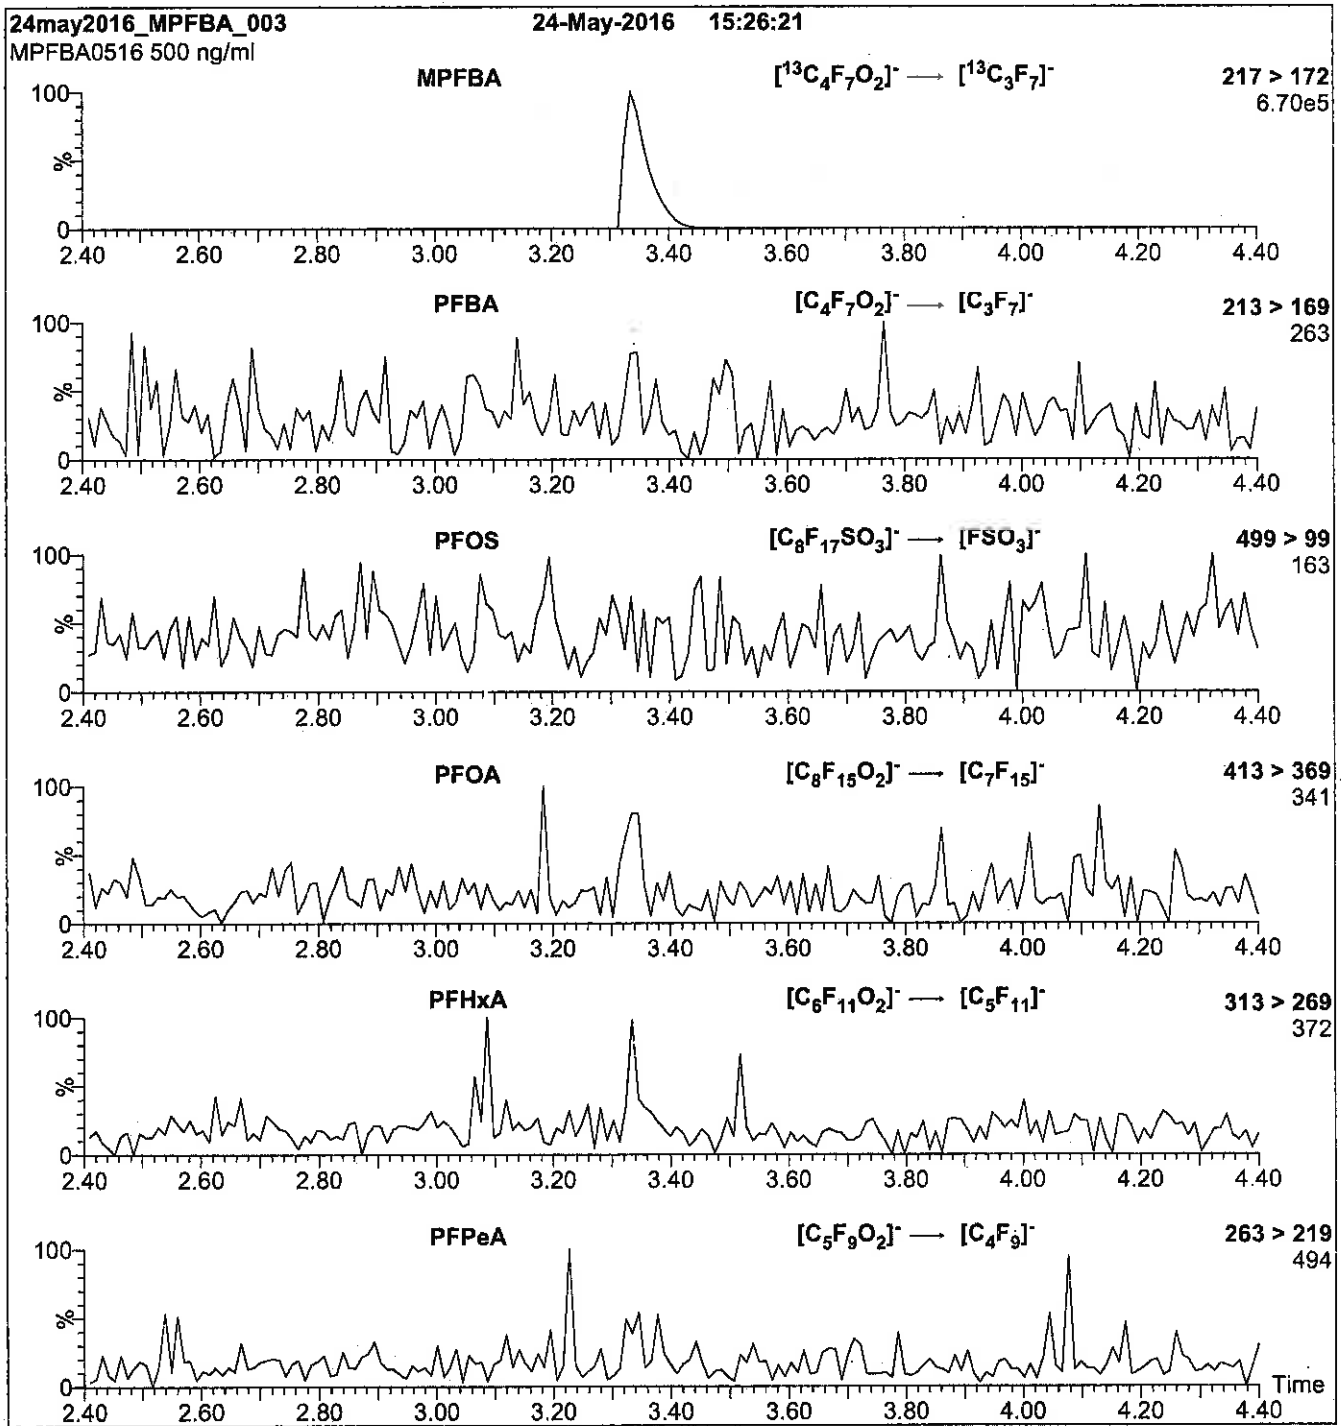 24may2016_MPFBA_003 24-May-2016 15:26:21
MPFBA0516 500 ng/ml
MPFBA [¹³C₄F₇O₂]⁻ → [¹³C₃F₇]⁻ 217 > 172
6.70e5
100
%
0
2.40 2.60 2.80 3.00 3.20 3.40 3.60 3.80 4.00 4.20 4.40
PFBA [C₄F₇O₂]⁻ → [C₃F₇]⁻ 213 > 169
263
100
%
0
2.40 2.60 2.80 3.00 3.20 3.40 3.60 3.80 4.00 4.20 4.40
PFOS [C₈F₁₇SO₃]⁻ → [FSO₃]⁻ 499 > 99
163
100
%
0
2.40 2.60 2.80 3.00 3.20 3.40 3.60 3.80 4.00 4.20 4.40
PFOA [C₈F₁₅O₂]⁻ → [C₇F₁₅]⁻ 413 > 369
341
100
%
0
2.40 2.60 2.80 3.00 3.20 3.40 3.60 3.80 4.00 4.20 4.40
PFHxA [C₆F₁₁O₂]⁻ → [C₅F₁₁]⁻ 313 > 269
372
100
%
0
2.40 2.60 2.80 3.00 3.20 3.40 3.60 3.80 4.00 4.20 4.40
PFPeA [C₅F₉O₂]⁻ → [C₄F₉]⁻ 263 > 219
494
100
%
0
Time
2.40 2.60 2.80 3.00 3.20 3.40 3.60 3.80 4.00 4.20 4.40